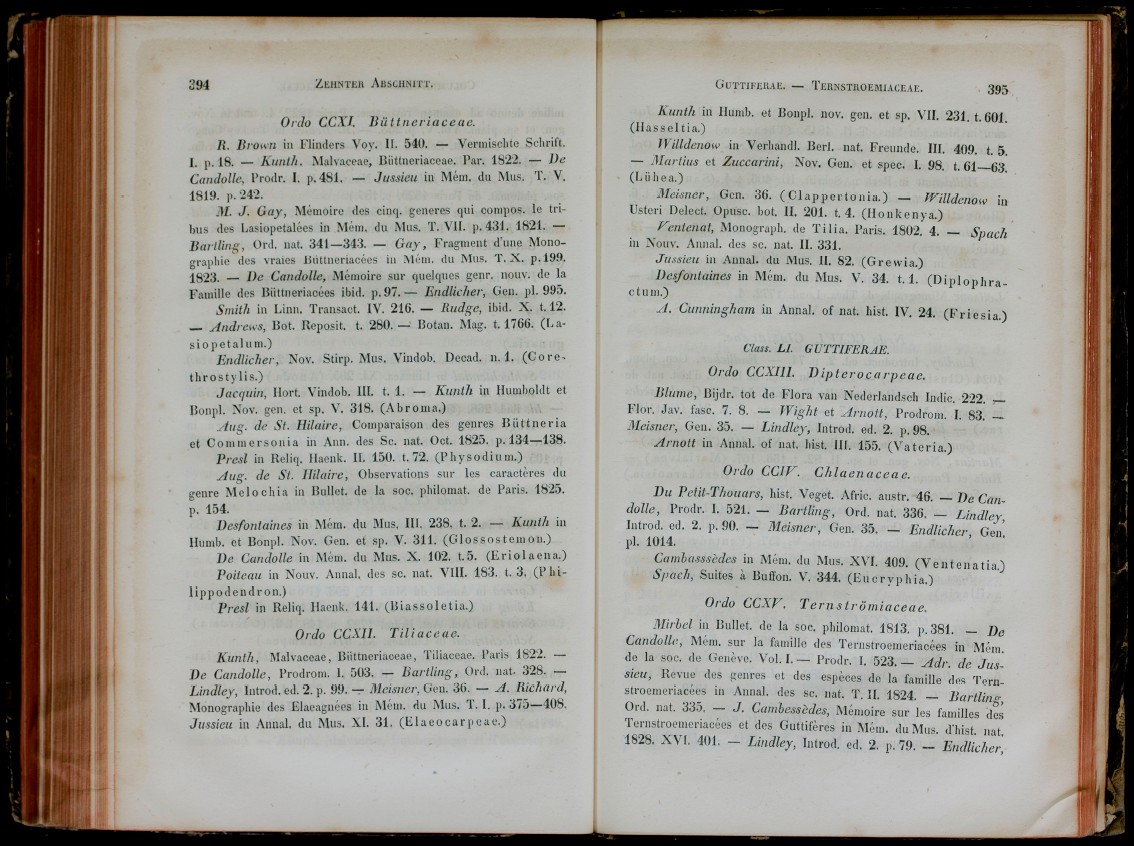 394
ZEHNTER ABSCHNITT.
Ordo CCXI. Büttneriaceae.
R. Brown in Flinders Voy. II. 540. — Vermischte Schrift.
I. p. 18. — Kunth. Malvaceae, Büttneriaceae. Par. 1822. — De
Candolle, Prodr. I. p. 481. — Jussieu in Mém. du Mus. T. V.
1819. p. 242.
M. J. Gay, Mémoire des cinq. generes qui compos. le tri-
bus des Lasiopetalées in Mém. du Mus. T. VII. p. 431. 1821. —
Bartling, Ord. nat. 341—343. — Gay, Fragment d'une Mono-
graphie des vraies Büttneriacées in Mém. du Mus. T. X. p. 199.
1823. — De Candolle, Mémoire sur quelques genr. nouv. de la
Famille des Büttneriacées ibid. p. 97. — Endlicher, Gen. pl. 995.
Smith in Linn. Transact. IV. 216. — Rudge, ibid. X. t. 12.
— Andrews, Bot. Reposit. t. 280. — Botan. Mag. t. 1766. (La-
siopetalum.)
Endlicher, Nov. Stirp. Mus. Vindob. Decad. n. 1. (Core-
throstylis.)
Jacquin, Hort. Vindob. III. t. 1. — Kunth in Humboldt et
Bonpl. Nov. gen. et sp. V. 318. (Abroma.)
Aug. de St. Hilaire, Comparaison des genres Büttneria
et Commersonia in Ann. des Sc. nat. Oct. 1825. p. 134—138.
Presl in Reliq. Haenk. II. 150. t. 72. (Physodium.)
Aug. de St. Hilaire, Observations sur les caractères du
genre Melochia in Bullet. de la soc. philomat. de Paris. 1825.
p. 154.
Desfontaines in Mém. du Mus. III. 238. t. 2. — Kunth in
Humb. et Bonpl. Nov. Gen. et sp. V. 311. (Glossostemon.)
De Candolle in Mém. du Mus. X. 102. t. 5. (Eriolaena.)
Poiteau in Nouv. Annal. des sc. nat. VIII. 183. t. 3. (Phi-
lippodendron.)
Presl in Reliq. Haenk. 141. (Biassoletia.)
Ordo CCXII. Tiliaceae.
Kunth, Malvaceae, Büttneriaceae, Tiliaceae. Paris 1822. —
De Candolle, Prodrom. I. 503. — Bartling, Ord. nat. 328. —
Lindley, Introd. ed. 2. p. 99. — Meisner, Gen. 36. — A. Richard,
Monographie des Elaeagnées in Mém. du Mus. T. I. p. 375—408.
Jussieu in Annal. du Mus. XI. 31. (Elaeocarpeae.)
GUTTIFERAE. — TERNSTROEMIACEAE.
395
Kunth in Humb. et Bonpl. nov. gen. et sp. VII. 231. t. 601.
(Hasseltia.)
Willdenow in Verhandl. Berl. nat. Freunde. III. 409. t. 5.
— Martius et Zuccarini, Nov. Gen. et spec. I. 98. t. 61—63.
(Lühea.)
Meisner, Gen. 36. (Clappertonia.) — Willdenow in
Usteri Delect. Opusc. bot. II. 201. t. 4. (Honkenya.)
Ventenat, Monograph. de Tilia. Paris. 1802. 4. — Spach
in Nouv. Annal. des sc. nat. II. 331.
Jussieu in Annal. du Mus. II. 82. (Grewia.)
Desfontaines in Mém. du Mus. V. 34. t. 1. (Diplophra-
ctum.)
A. Cunningham in Annal. of nat. hist. IV. 24. (Friesia.)
Class. LI. GUTTIFERAE.
Ordo CCXIII. Dipterocarpeae.
Blume, Bijdr. tot de Flora van Nederlandsch Indie. 222. —
Flor. Jav. fasc. 7. 8. — Wight et Arnott, Prodrom. I. 83. —
Meisner, Gen. 35. — Lindley, Introd. ed. 2. p. 98.
Arnott in Annal. of nat. hist. III. 155. (Vateria.)
Ordo CCIV. Chlaenaceae.
Du Petit-Thouars, hist. Veget. Afric. austr. 46. — De Can-
dolle, Prodr. I. 521. — Bartling, Ord. nat. 336. — Lindley,
Introd. ed. 2. p. 90. — Meisner, Gen. 35. — Endlicher, Gen.
pl. 1014.
Cambasssèdes in Mém. du Mus. XVI. 409. (Ventenatia.)
Spach, Suites à Buffon. V. 344. (Eucryphia.)
Ordo CCXV. Ternströmiaceae.
Mirbel in Bullet. de la soc. philomat. 1813. p. 381. — De
Candolle, Mém. sur la famille des Ternstroemeriacées in Mém.
de la soc. de Genève. Vol. I. — Prodr. I. 523. — Adr. de Jus-
sieu, Revue des genres et des espèces de la famille des Tern-
stroemeriacées in Annal. des sc. nat. T. II. 1824. — Bartling,
Ord. nat. 335. — J. Cambessèdes, Mémoire sur les familles des
Ternstroemeriacées et des Guttifères in Mém. du Mus. d'hist. nat.
1828. XVI. 401. — Lindley, Introd. ed. 2. p. 79. — Endlicher,